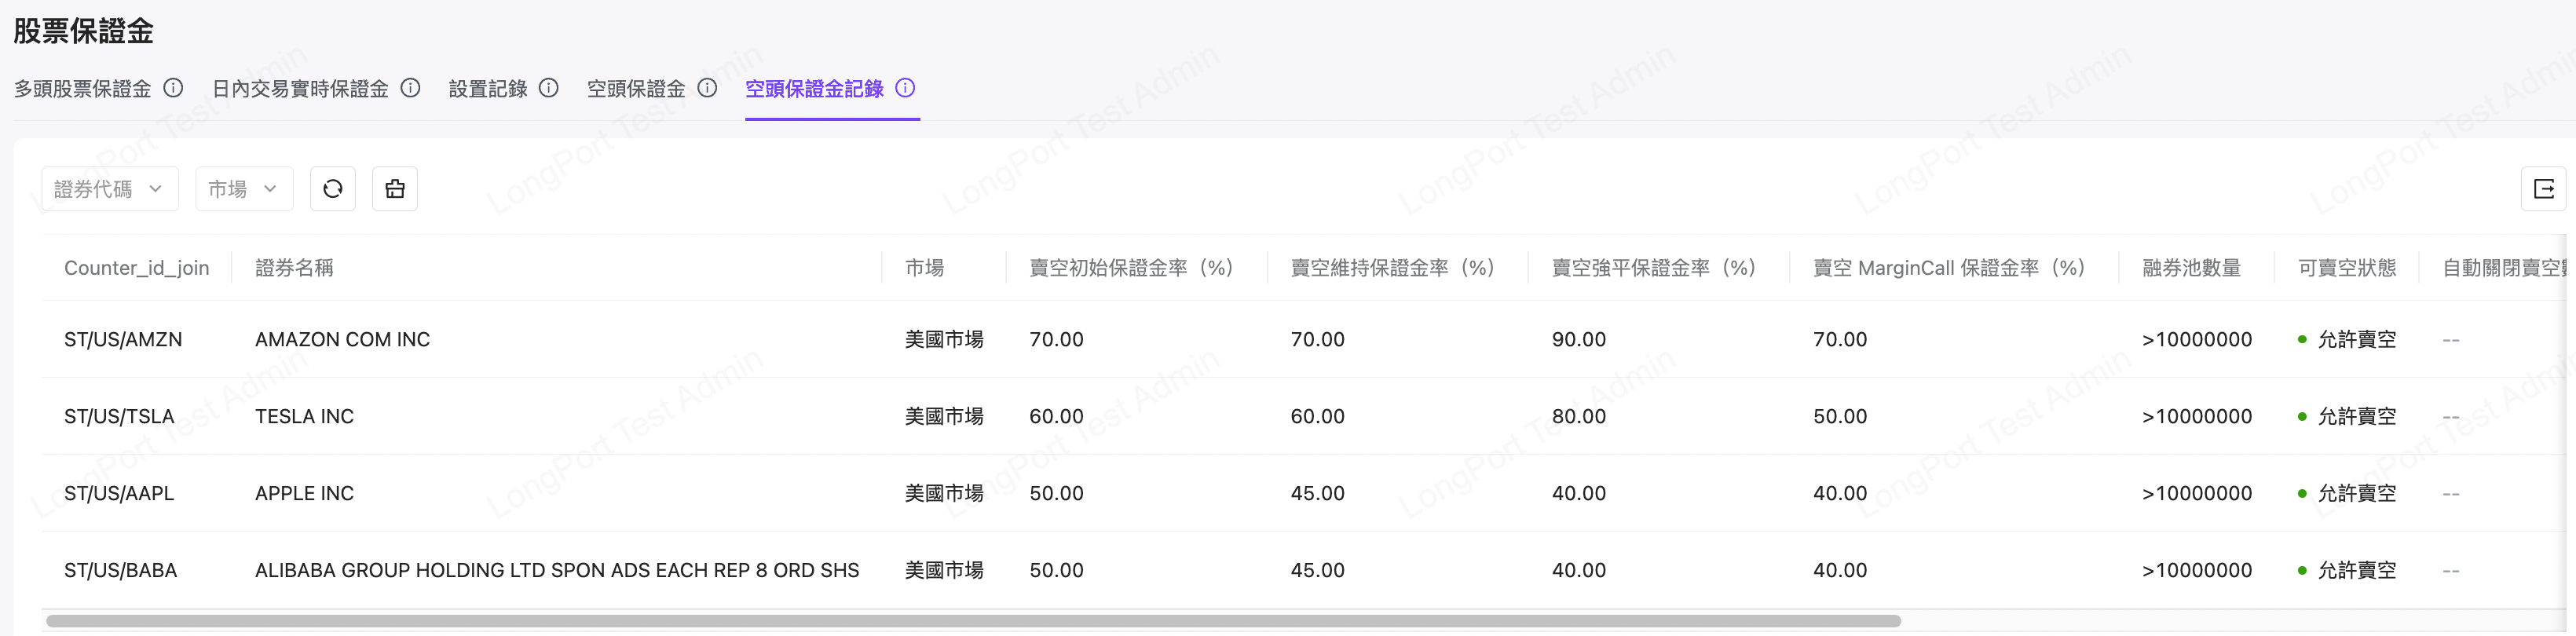 股票保證金
多頭股票保證金 日內交易實時保證金 設置記錄 空頭保證金 空頭保證金記錄
證券代碼 市場
Counter_id_join 證券名稱 市場 賣空初始保證金率（%） 賣空維持保證金率（%） 賣空強平保證金率（%） 賣空 MarginCall 保證金率（%） 融券池數量 可賣空狀態 自動關閉賣空
ST/US/AMZN AMAZON COM INC 美國市場 70.00 70.00 90.00 70.00 >10000000 允許賣空 --
ST/US/TSLA TESLA INC 美國市場 60.00 60.00 80.00 50.00 >10000000 允許賣空 --
ST/US/AAPL APPLE INC 美國市場 50.00 45.00 40.00 40.00 >10000000 允許賣空 --
ST/US/BABA ALIBABA GROUP HOLDING LTD SPON ADS EACH REP 8 ORD SHS 美國市場 50.00 45.00 40.00 40.00 >10000000 允許賣空 --
LongPort Test Admin